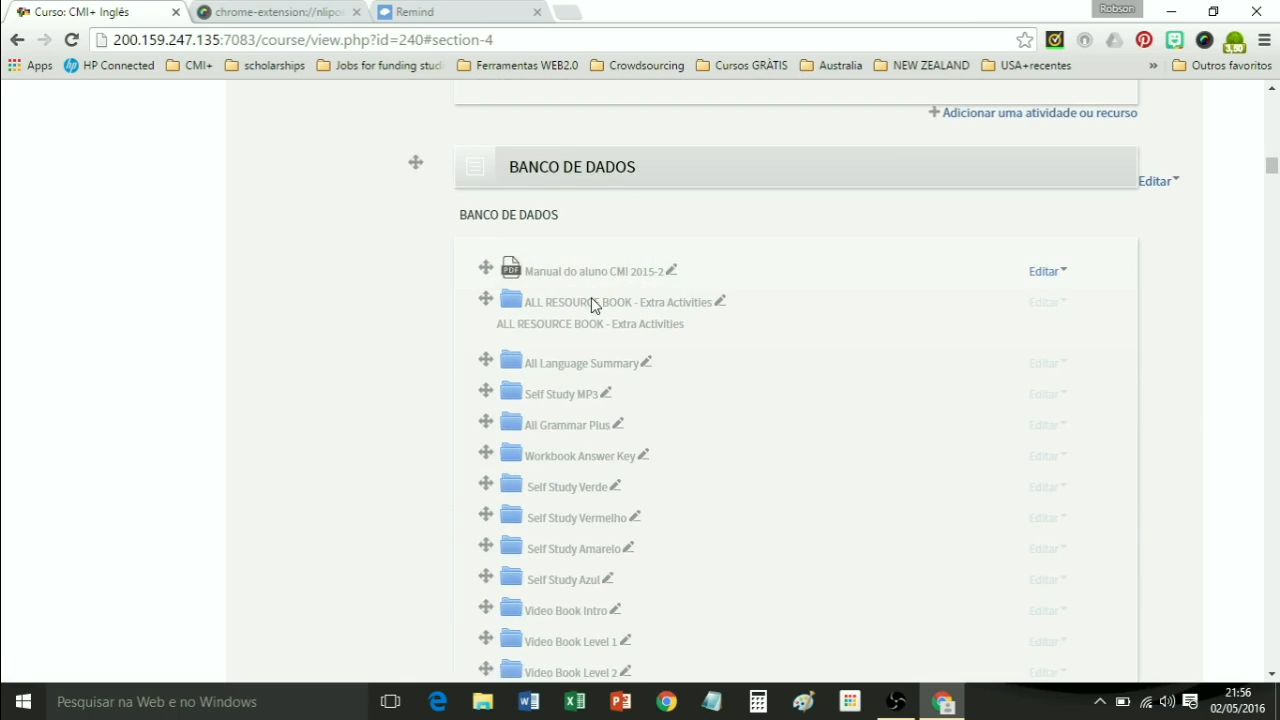 Curso: CMI+ Inglês
chrome-extension://nlipo
Remind
Robson
200.159.247.135:7083/course/view.php?id=240#section-4
3,50
Apps
HP Connected
CMI+
scholarships
Jobs for funding stud
Ferramentas WEB2.0
Crowdsourcing
Cursos GRÀTIS
Australia
NEW ZEALAND
USA+recentes
»
Outros favoritos
Adicionar uma atividade ou recurso
BANCO DE DADOS
Editar
BANCO DE DADOS
PDF Manual do aluno CMI 2015-2 Editar
ALL RESOURCE BOOK - Extra Activities Editar
ALL RESOURCE BOOK - Extra Activities
All Language Summary Editar
Self Study MP3 Editar
All Grammar Plus Editar
Workbook Answer Key Editar
Self Study Verde Editar
Self Study Vermelho Editar
Self Study Amarelo Editar
Self Study Azul Editar
Video Book Intro Editar
Video Book Level 1 Editar
Video Book Level 2 Editar
Pesquisar na Web e no Windows
21:56
02/05/2016